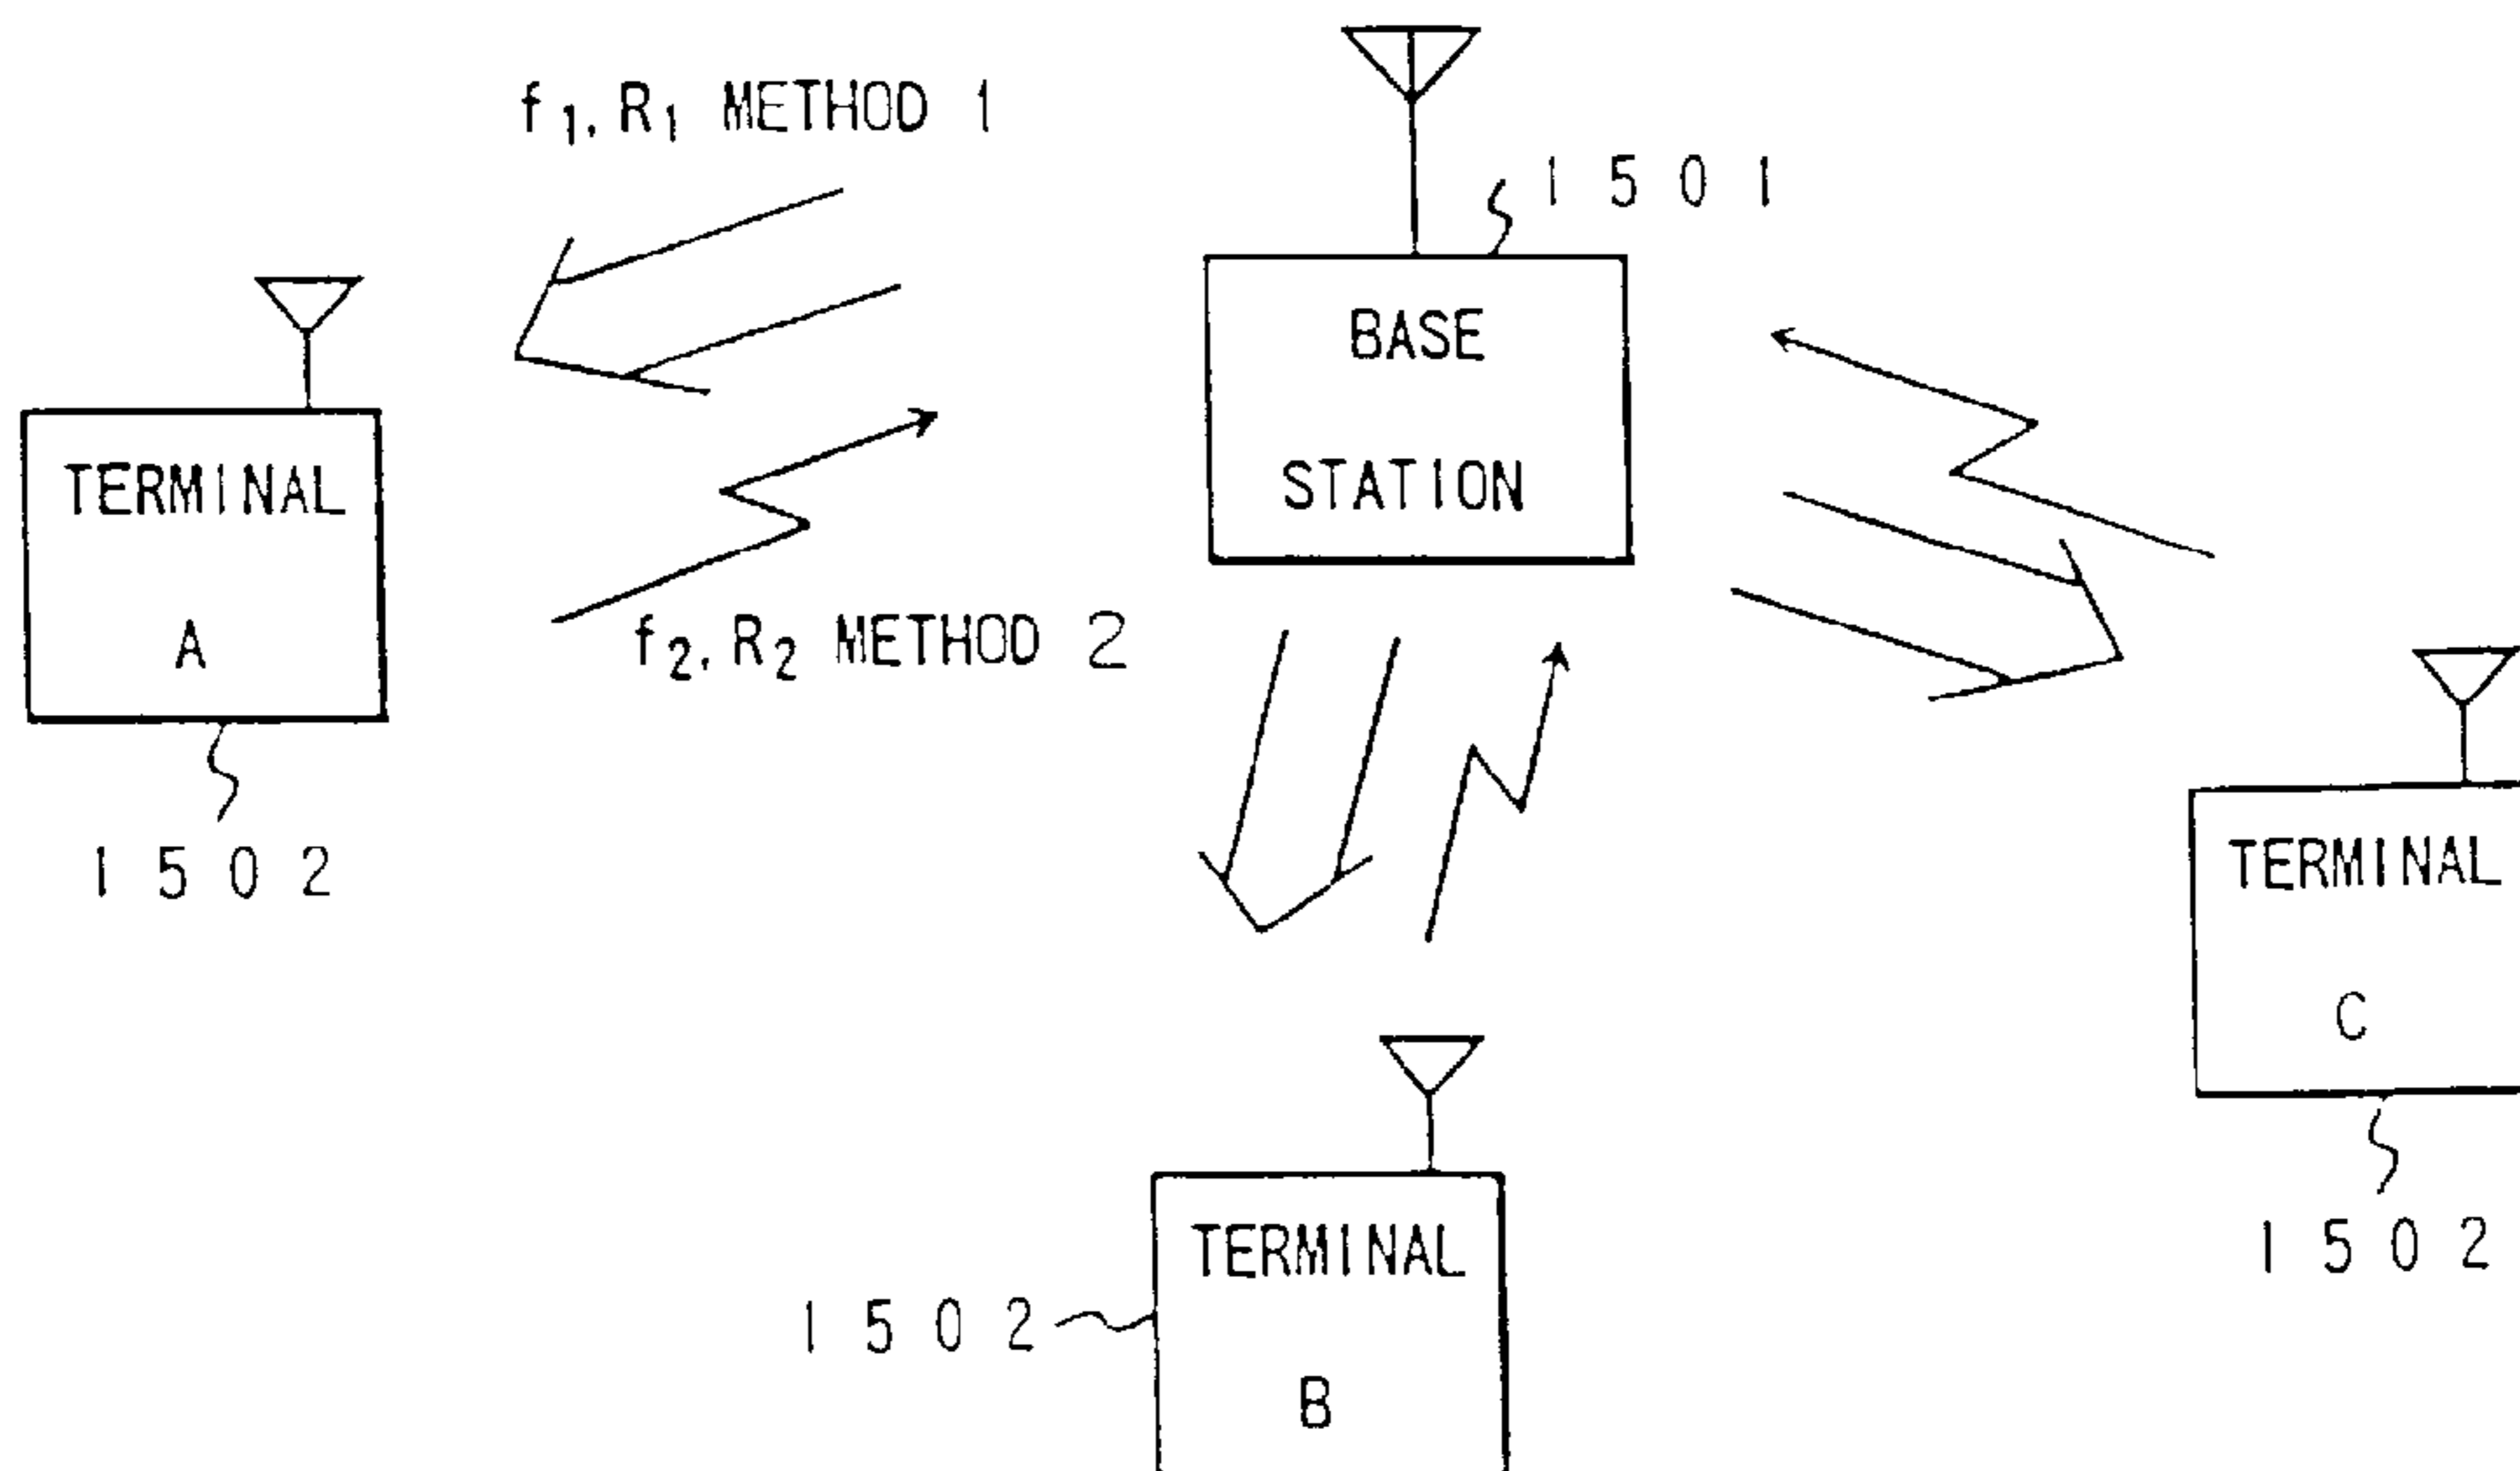 f1, R1 METHOD 1
1501
BASE
STATION
TERMINAL
A
f2, R2 METHOD 2
1502
TERMINAL
C
1502
TERMINAL
B
1502